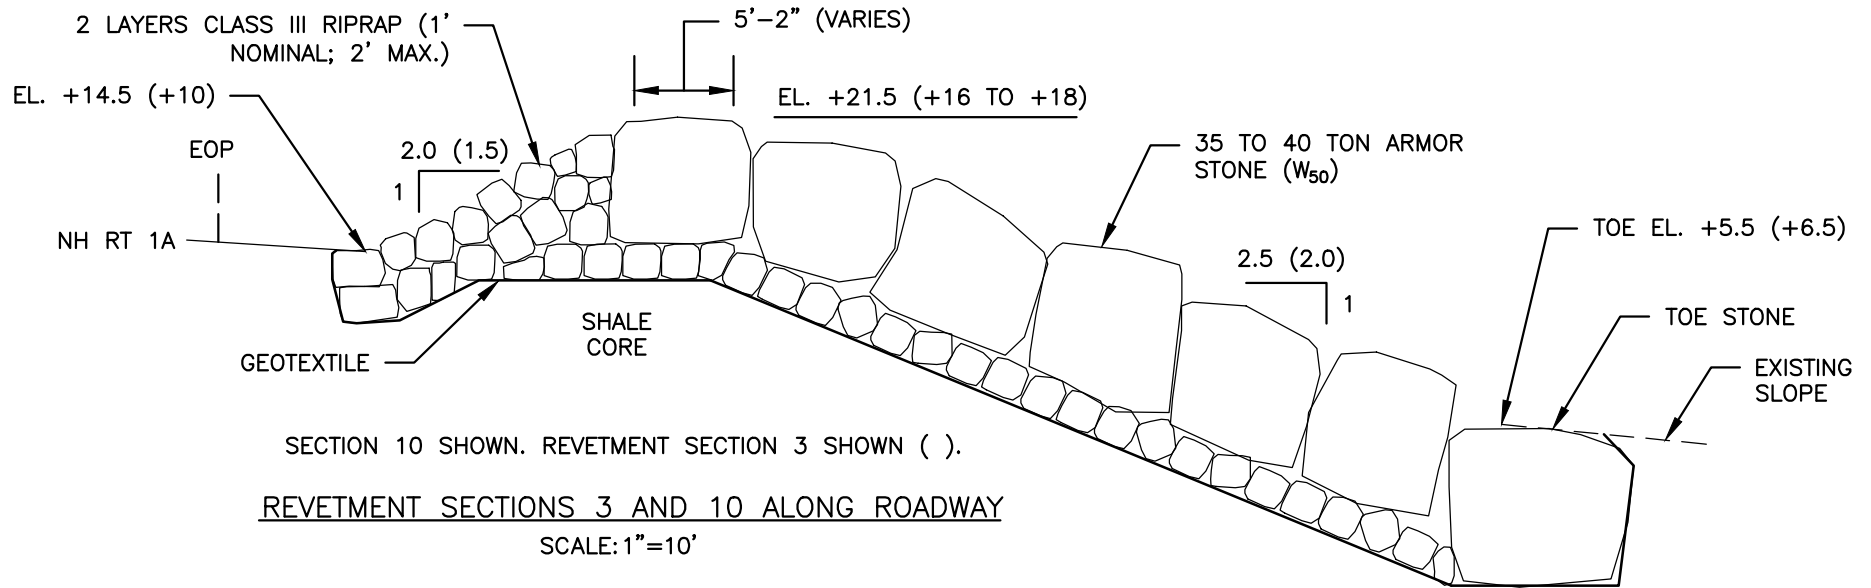 2 LAYERS CLASS III RIPRAP (1'
NOMINAL; 2' MAX.)
5'-2" (VARIES)
EL. +14.5 (+10)
EL. +21.5 (+16 TO +18)
EOP
2.0 (1.5)
1
35 TO 40 TON ARMOR
STONE (W50)
NH RT 1A
TOE EL. +5.5 (+6.5)
2.5 (2.0)
1
SHALE
CORE
TOE STONE
GEOTEXTILE
EXISTING
SLOPE
SECTION 10 SHOWN. REVETMENT SECTION 3 SHOWN ( ).
REVETMENT SECTIONS 3 AND 10 ALONG ROADWAY
SCALE: 1"=10'